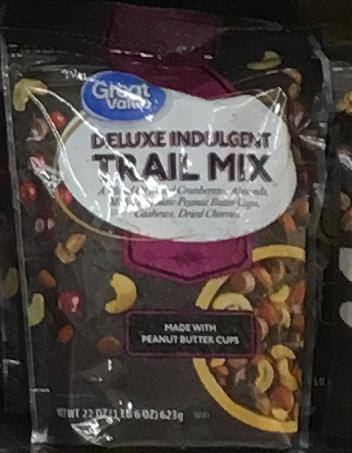 Great
Value
DELUXE INDULGENT
TRAIL MIX
Cranberries, Almonds,
Peanut Butter Cups,
Cashews, Dried Cherries
MADE WITH
PEANUT BUTTER CUPS
NET WT 22 OZ (1 LB 6 OZ) 623g